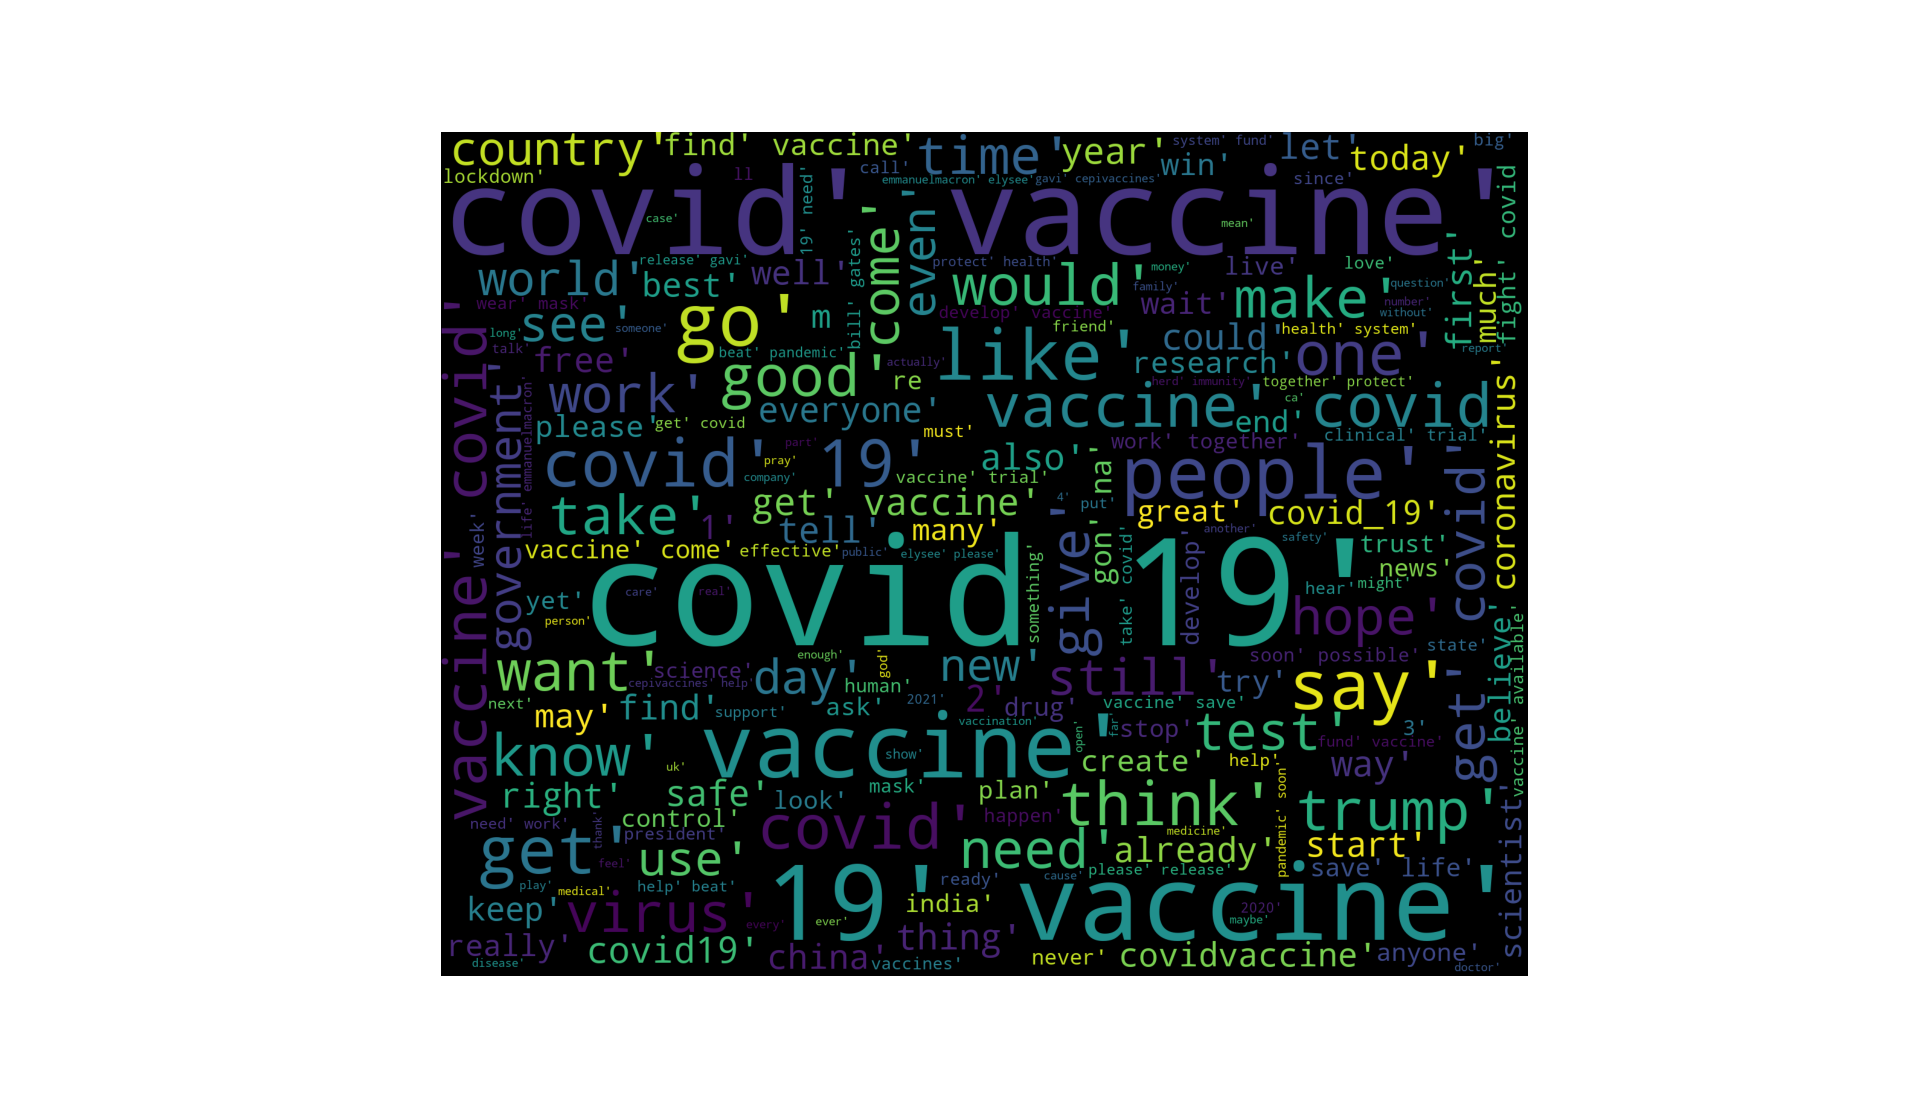 country'
find' vaccine'
time'
year'
system' fund'
let'
big'
lockdown'
ll
call'
win'
today'
emmanuelmacron' elysee'
gavi' cepivaccines'
since'
covid' vaccine'
19' need'
case'
mean'
fight' covid
release' gavi'
bill' gates'
come'
even'
protect' health'
money'
live'
love'
first'
much'
world'
best'
well'
would'
family'
wait'
make'
question'
wear' mask'
go'
m
develop' vaccine'
number'
without'
see'
someone'
friend'
could'
health' system'
long'
talk'
free'
beat' pandemic'
like'
research'
one'
report'
actually'
good'
re
herd' immunity'
together' protect'
vaccine' covid'
government'
life' emmanuelmacron'
work'
everyone'
vaccine' covid
ca'
end'
coronavirus'
please'
get' covid
must'
work' together'
clinical' trial'
covid' 19'
part'
pray'
company'
also'
vaccine' trial'
na'
people'
get' covid'
take'
1'
get' vaccine'
4'
put'
great'
covid_19'
tell'
many'
give'
gon'
another'
safety'
trust'
week'
vaccine' come'
effective'
public'
elysee' please'
something'
take' covid'
develop'
news'
covid 19'
yet'
care'
real'
hear'
might'
person'
hope'
believe'
vaccine' available'
want'
science'
enough'
god'
new'
still'
soon' possible'
state'
cepivaccines' help'
day'
human'
try'
say'
next'
may'
find'
support'
ask'
2021'
2'
drug'
vaccine' save'
know'
vaccine'
vaccination'
show'
open'
far'
stop'
test'
3'
fund' vaccine'
uk'
create'
help'
way'
right'
safe'
look'
mask'
plan'
think'
pandemic' soon'
trump'
scientist'
need' work'
thank'
control'
president'
covid'
happen'
medicine'
get'
feel'
use'
need'
already'
start'
play'
medical'
help' beat'
ready'
cause'
please' release'
save' life'
keep'
virus'
every'
19' vaccine'
ever'
india'
2020'
maybe'
really'
covid19'
china'
thing'
never'
covidvaccine'
anyone'
disease'
vaccines'
doctor'